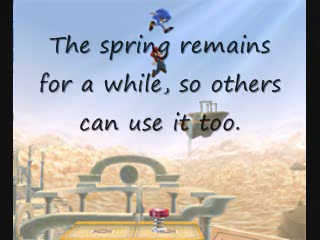 The spring remains
for a while, so others
can use it too.